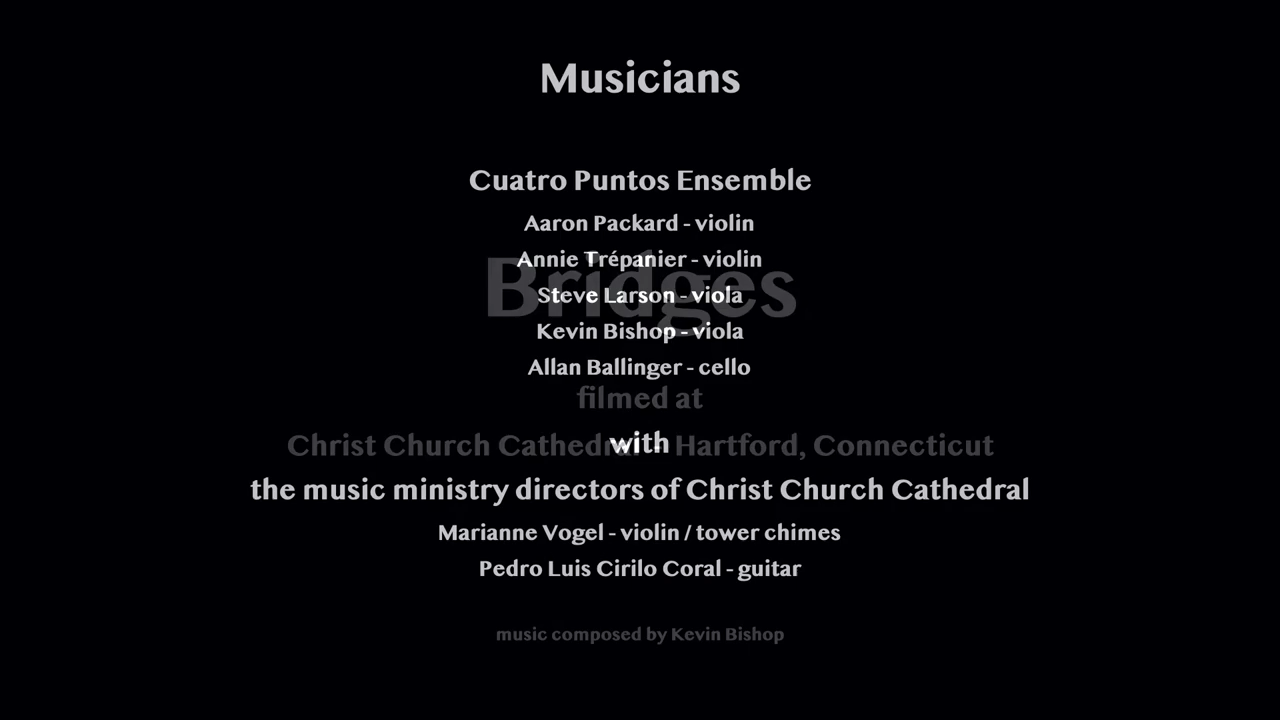 Musicians
Cuatro Puntos Ensemble
Aaron Packard - violin
Annie Trépanier - violin
Bridges
Steve Larson - viola
Kevin Bishop - viola
Allan Ballinger - cello
filmed at
Christ Church Cathedral - Hartford, Connecticut
with
the music ministry directors of Christ Church Cathedral
Marianne Vogel - violin / tower chimes
Pedro Luis Cirilo Coral - guitar
music composed by Kevin Bishop